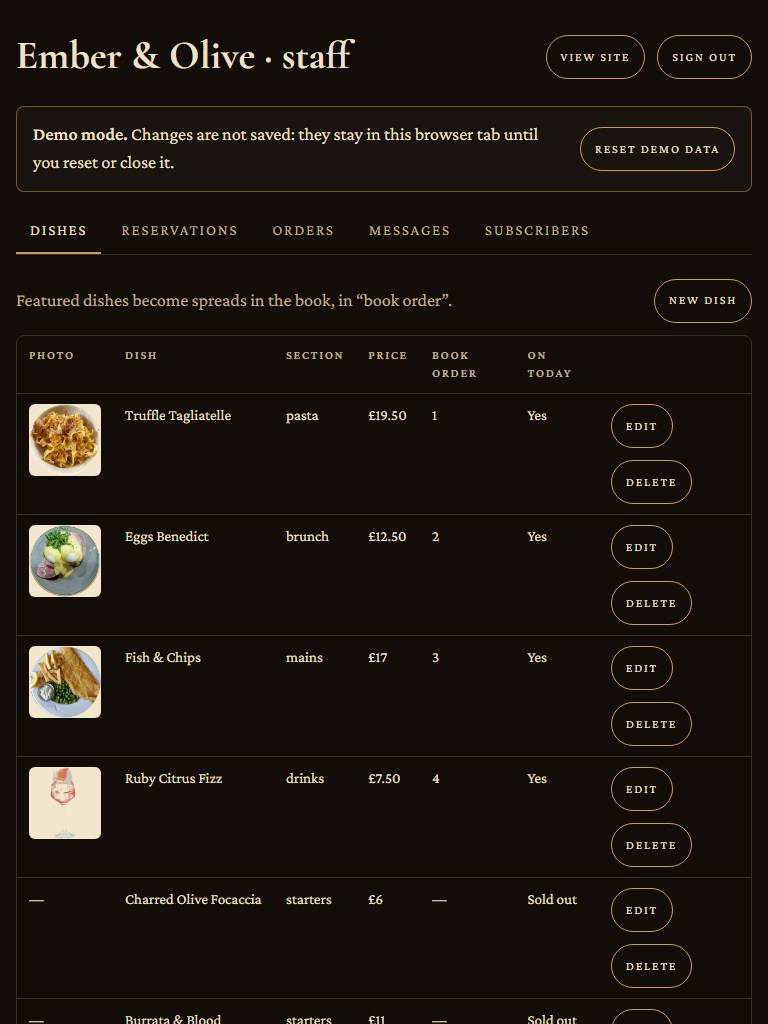 Ember & Olive · staff
VIEW SITE
SIGN OUT
Demo mode. Changes are not saved: they stay in this browser tab until
you reset or close it.
RESET DEMO DATA
DISHES
RESERVATIONS
ORDERS
MESSAGES
SUBSCRIBERS
Featured dishes become spreads in the book, in “book order”.
NEW DISH
PHOTO DISH SECTION PRICE BOOK ORDER ON TODAY
Truffle Tagliatelle pasta £19.50 1 Yes
EDIT
DELETE
Eggs Benedict brunch £12.50 2 Yes
EDIT
DELETE
Fish & Chips mains £17 3 Yes
EDIT
DELETE
Ruby Citrus Fizz drinks £7.50 4 Yes
EDIT
DELETE
— Charred Olive Focaccia starters £6 — Sold out
EDIT
DELETE
— Burrata & Blood starters £11 — Sold out